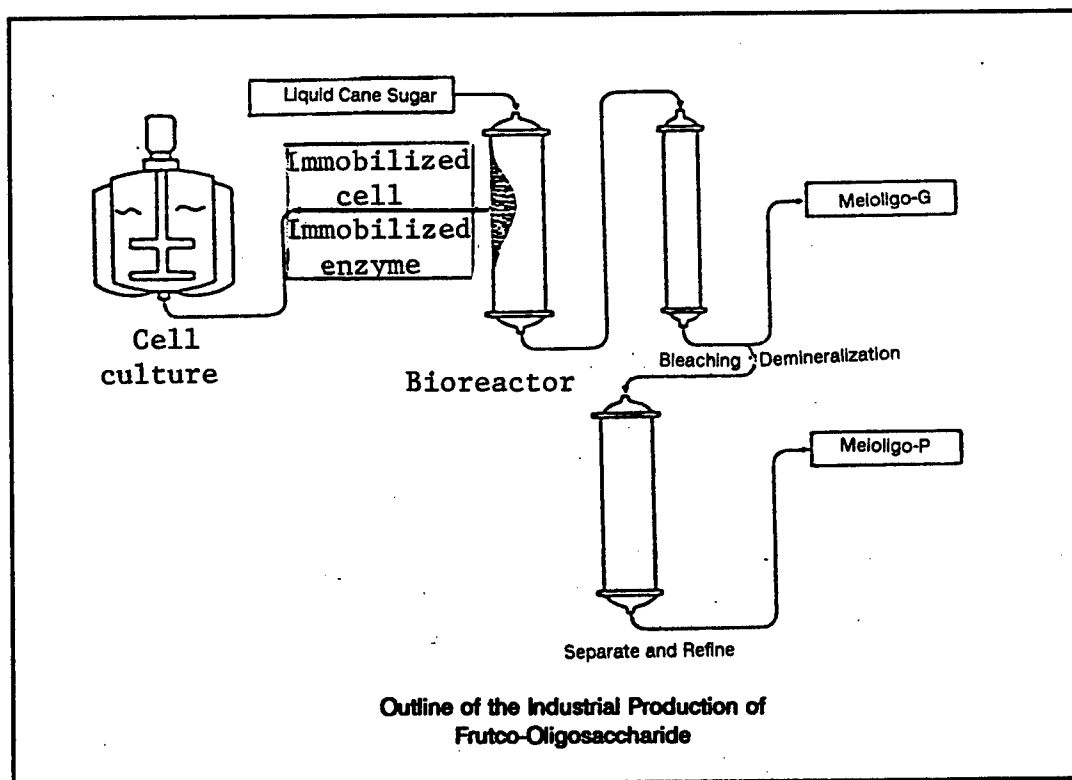 Liquid Cane Sugar
Immobilized
cell
Immobilized
enzyme
Cell
culture
Bioreactor
Meioligo-G
Bleaching · Demineralization
Meioligo-P
Separate and Refine
Outline of the Industrial Production of
Frutco-Oligosaccharide